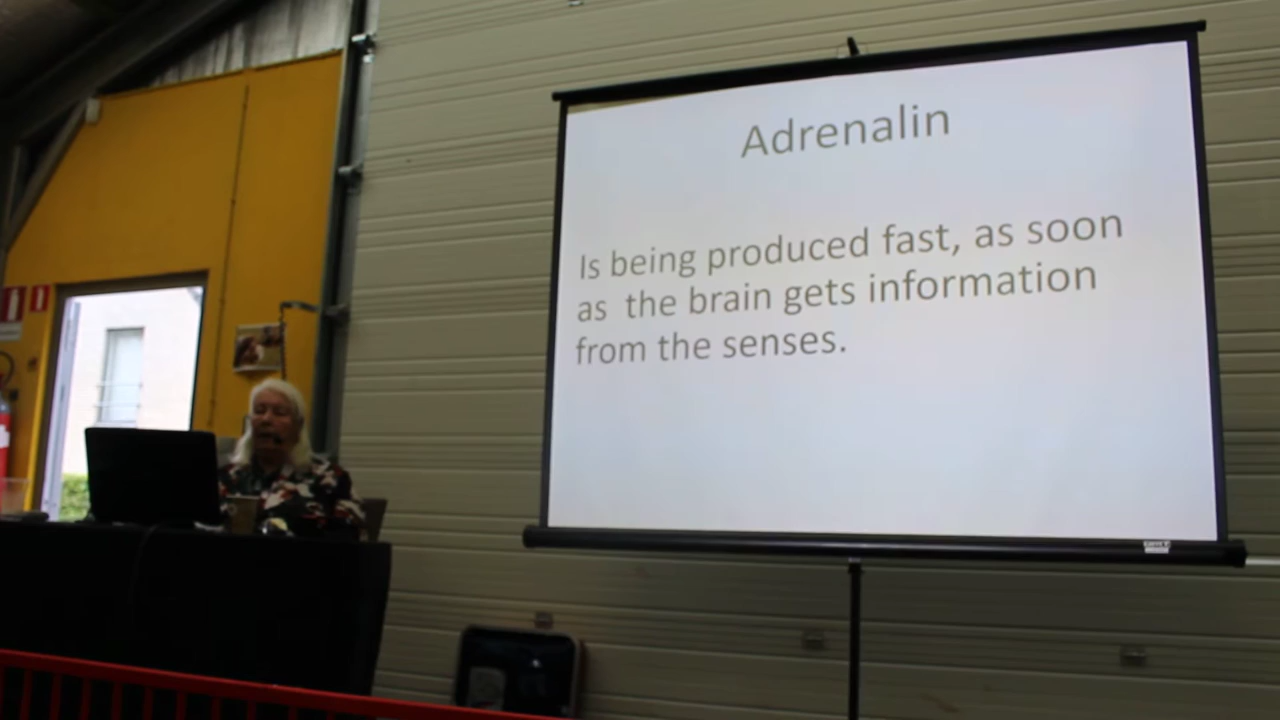 Adrenalin
Is being produced fast, as soon
as the brain gets information
from the senses.